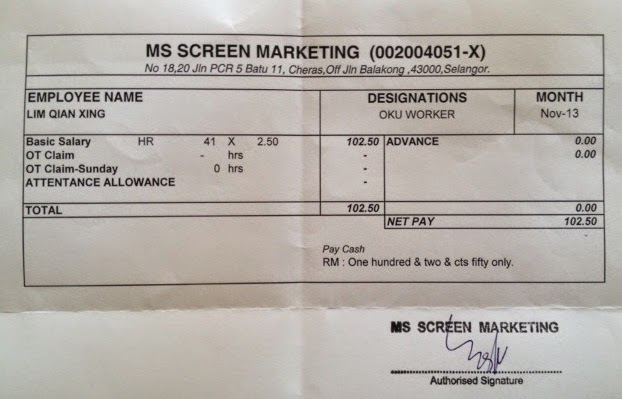 MS SCREEN MARKETING (002004051-X)
No 18,20 Jln PCR 5 Batu 11, Cheras,Off Jln Balakong ,43000,Selangor.
EMPLOYEE NAME DESIGNATIONS MONTH
LIM QIAN XING OKU WORKER Nov-13
Basic Salary HR 41 X 2.50 102.50 ADVANCE 0.00
OT Claim - hrs - 0.00
OT Claim-Sunday 0 hrs -
ATTENTANCE ALLOWANCE -
TOTAL 102.50 0.00
NET PAY 102.50
Pay Cash
RM : One hundred & two & cts fifty only.
MS SCREEN MARKETING
Authorised Signature